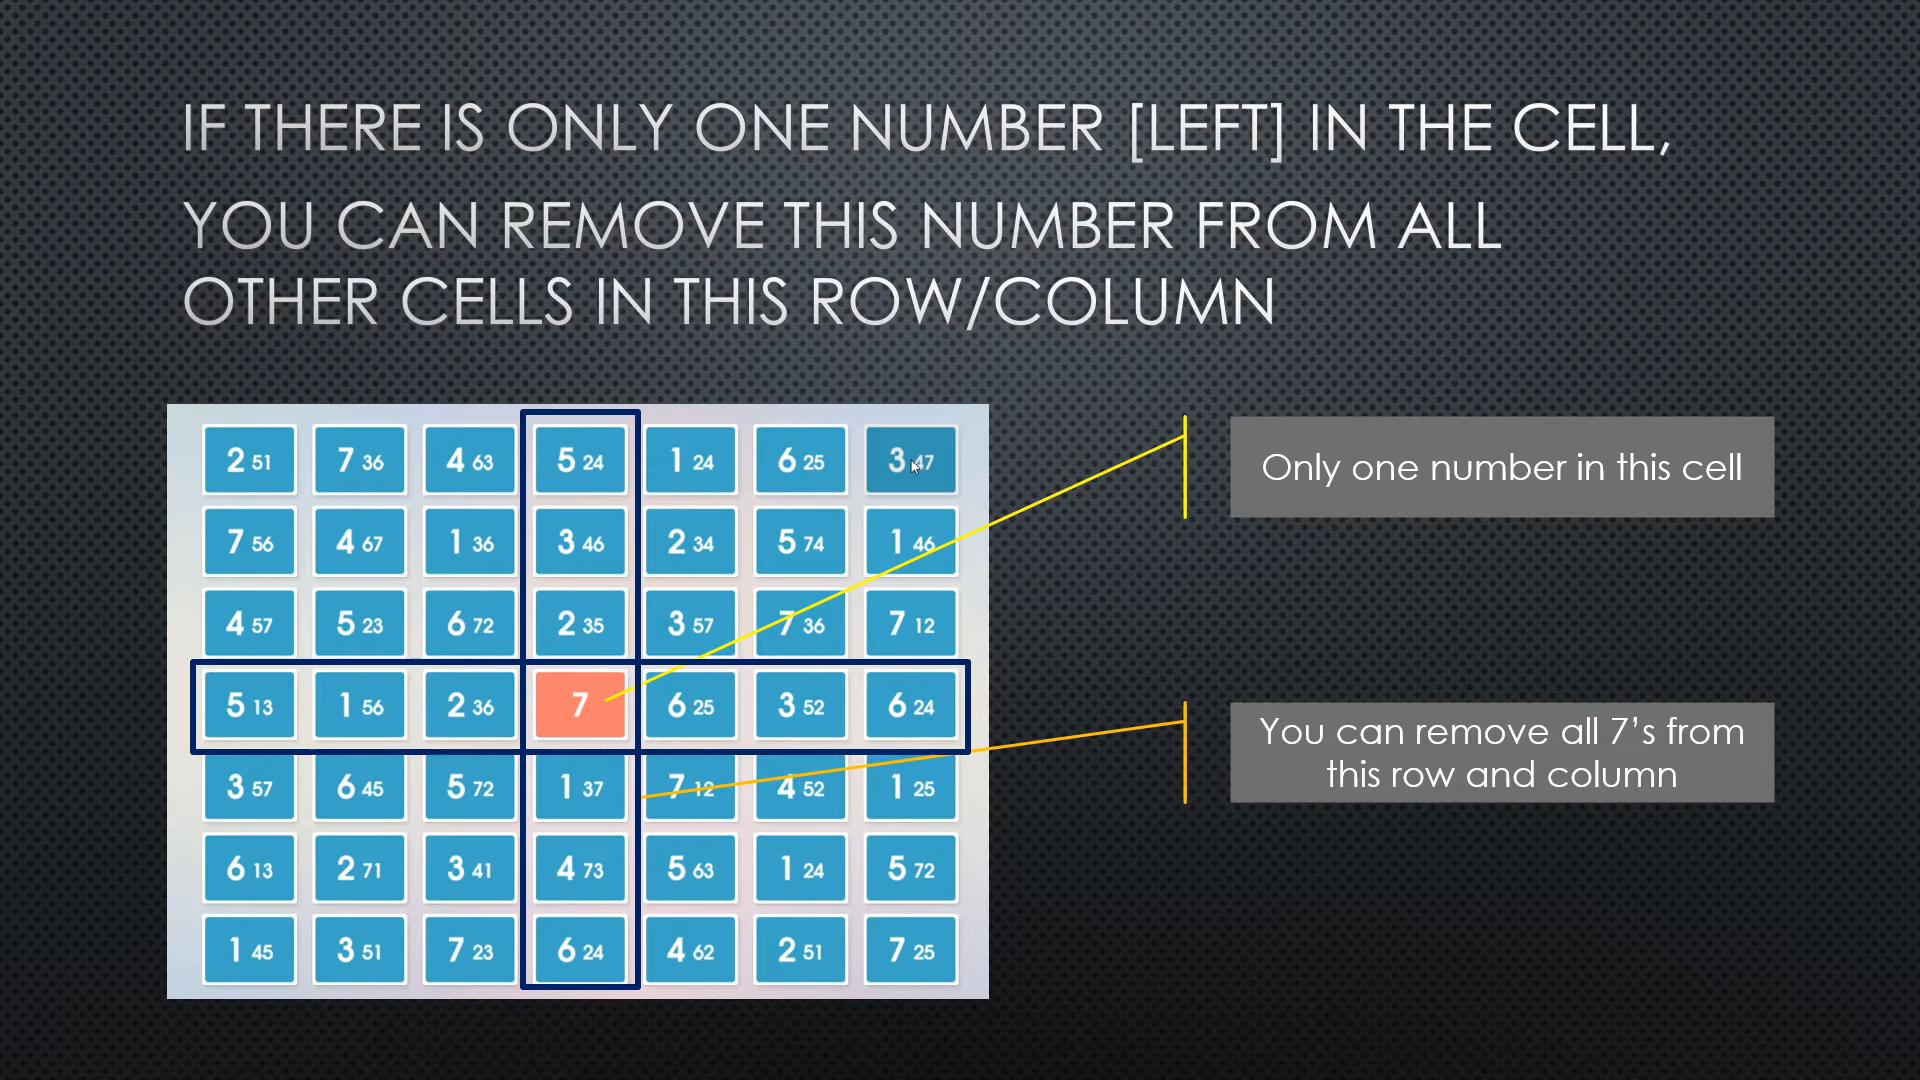 IF THERE IS ONLY ONE NUMBER [LEFT] IN THE CELL,
YOU CAN REMOVE THIS NUMBER FROM ALL
OTHER CELLS IN THIS ROW/COLUMN
2 51 7 36 4 63 5 24 1 24 6 25 3 47
7 56 4 67 1 36 3 46 2 34 5 74 1 46
4 57 5 23 6 72 2 35 3 57 7 36 7 12
5 13 1 56 2 36 7 6 25 3 52 6 24
3 57 6 45 5 72 1 37 7 12 4 52 1 25
6 13 2 71 3 41 4 73 5 63 1 24 5 72
1 45 3 51 7 23 6 24 4 62 2 51 7 25
Only one number in this cell
You can remove all 7’s from
this row and column